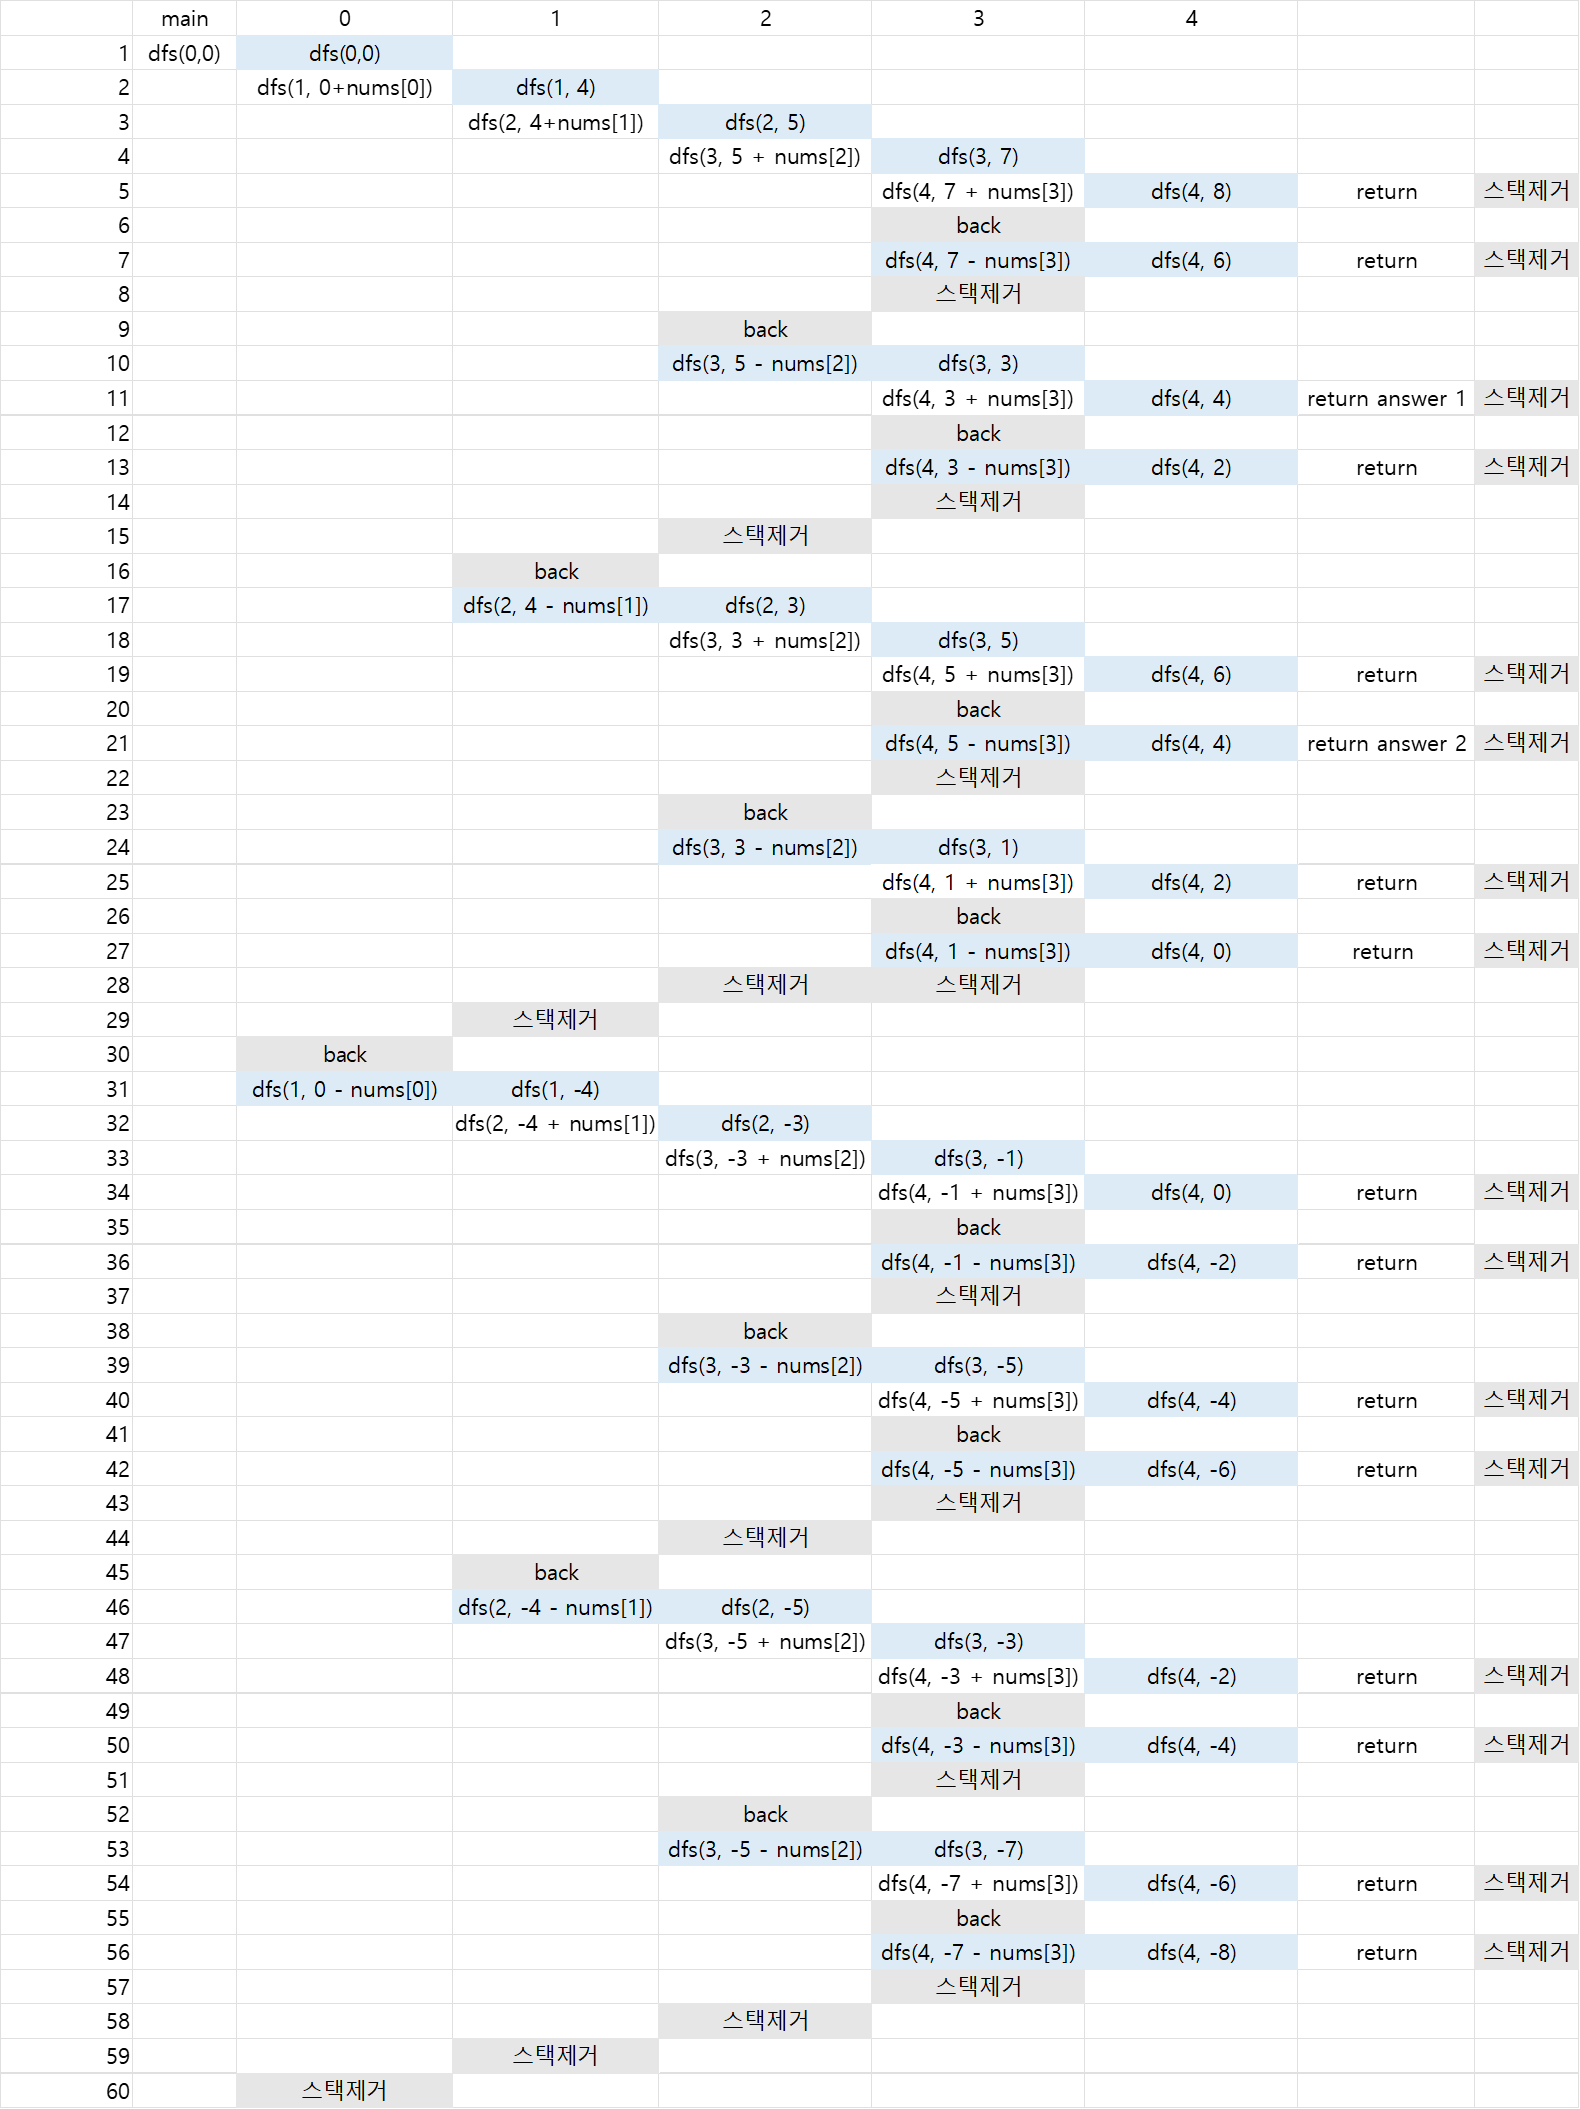 main 0 1 2 3 4
1 dfs(0,0) dfs(0,0)
2 dfs(1, 0+nums[0]) dfs(1, 4)
3 dfs(2, 4+nums[1]) dfs(2, 5)
4 dfs(3, 5 + nums[2]) dfs(3, 7)
5 dfs(4, 7 + nums[3]) dfs(4, 8) return 스택제거
6 back
7 dfs(4, 7 - nums[3]) dfs(4, 6) return 스택제거
8 스택제거
9 back
10 dfs(3, 5 - nums[2]) dfs(3, 3)
11 dfs(4, 3 + nums[3]) dfs(4, 4) return answer 1 스택제거
12 back
13 dfs(4, 3 - nums[3]) dfs(4, 2) return 스택제거
14 스택제거
15 스택제거
16 back
17 dfs(2, 4 - nums[1]) dfs(2, 3)
18 dfs(3, 3 + nums[2]) dfs(3, 5)
19 dfs(4, 5 + nums[3]) dfs(4, 6) return 스택제거
20 back
21 dfs(4, 5 - nums[3]) dfs(4, 4) return answer 2 스택제거
22 스택제거
23 back
24 dfs(3, 3 - nums[2]) dfs(3, 1)
25 dfs(4, 1 + nums[3]) dfs(4, 2) return 스택제거
26 back
27 dfs(4, 1 - nums[3]) dfs(4, 0) return 스택제거
28 스택제거 스택제거
29 스택제거
30 back
31 dfs(1, 0 - nums[0]) dfs(1, -4)
32 dfs(2, -4 + nums[1]) dfs(2, -3)
33 dfs(3, -3 + nums[2]) dfs(3, -1)
34 dfs(4, -1 + nums[3]) dfs(4, 0) return 스택제거
35 back
36 dfs(4, -1 - nums[3]) dfs(4, -2) return 스택제거
37 스택제거
38 back
39 dfs(3, -3 - nums[2]) dfs(3, -5)
40 dfs(4, -5 + nums[3]) dfs(4, -4) return 스택제거
41 back
42 dfs(4, -5 - nums[3]) dfs(4, -6) return 스택제거
43 스택제거
44 스택제거
45 back
46 dfs(2, -4 - nums[1]) dfs(2, -5)
47 dfs(3, -5 + nums[2]) dfs(3, -3)
48 dfs(4, -3 + nums[3]) dfs(4, -2) return 스택제거
49 back
50 dfs(4, -3 - nums[3]) dfs(4, -4) return 스택제거
51 스택제거
52 back
53 dfs(3, -5 - nums[2]) dfs(3, -7)
54 dfs(4, -7 + nums[3]) dfs(4, -6) return 스택제거
55 back
56 dfs(4, -7 - nums[3]) dfs(4, -8) return 스택제거
57 스택제거
58 스택제거
59 스택제거
60 스택제거